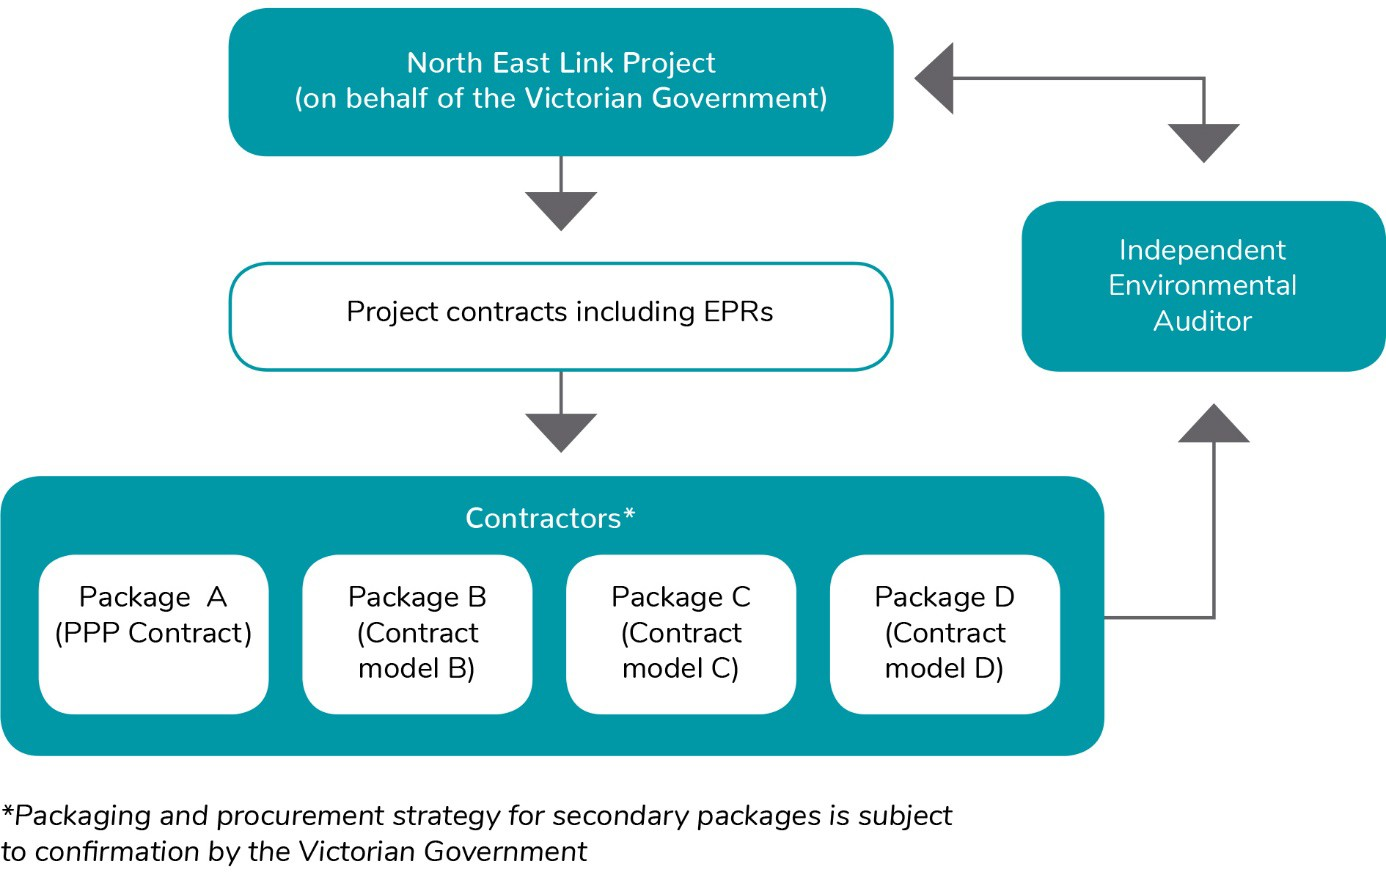 North East Link Project
(on behalf of the Victorian Government)
Independent
Environmental
Auditor
Project contracts including EPRs
Contractors*
Package  A
(PPP Contract)
Package B
(Contract
model B)
Package C
(Contract
model C)
Package D
(Contract
model D)
*Packaging and procurement strategy for secondary packages is subject
to confirmation by the Victorian Government